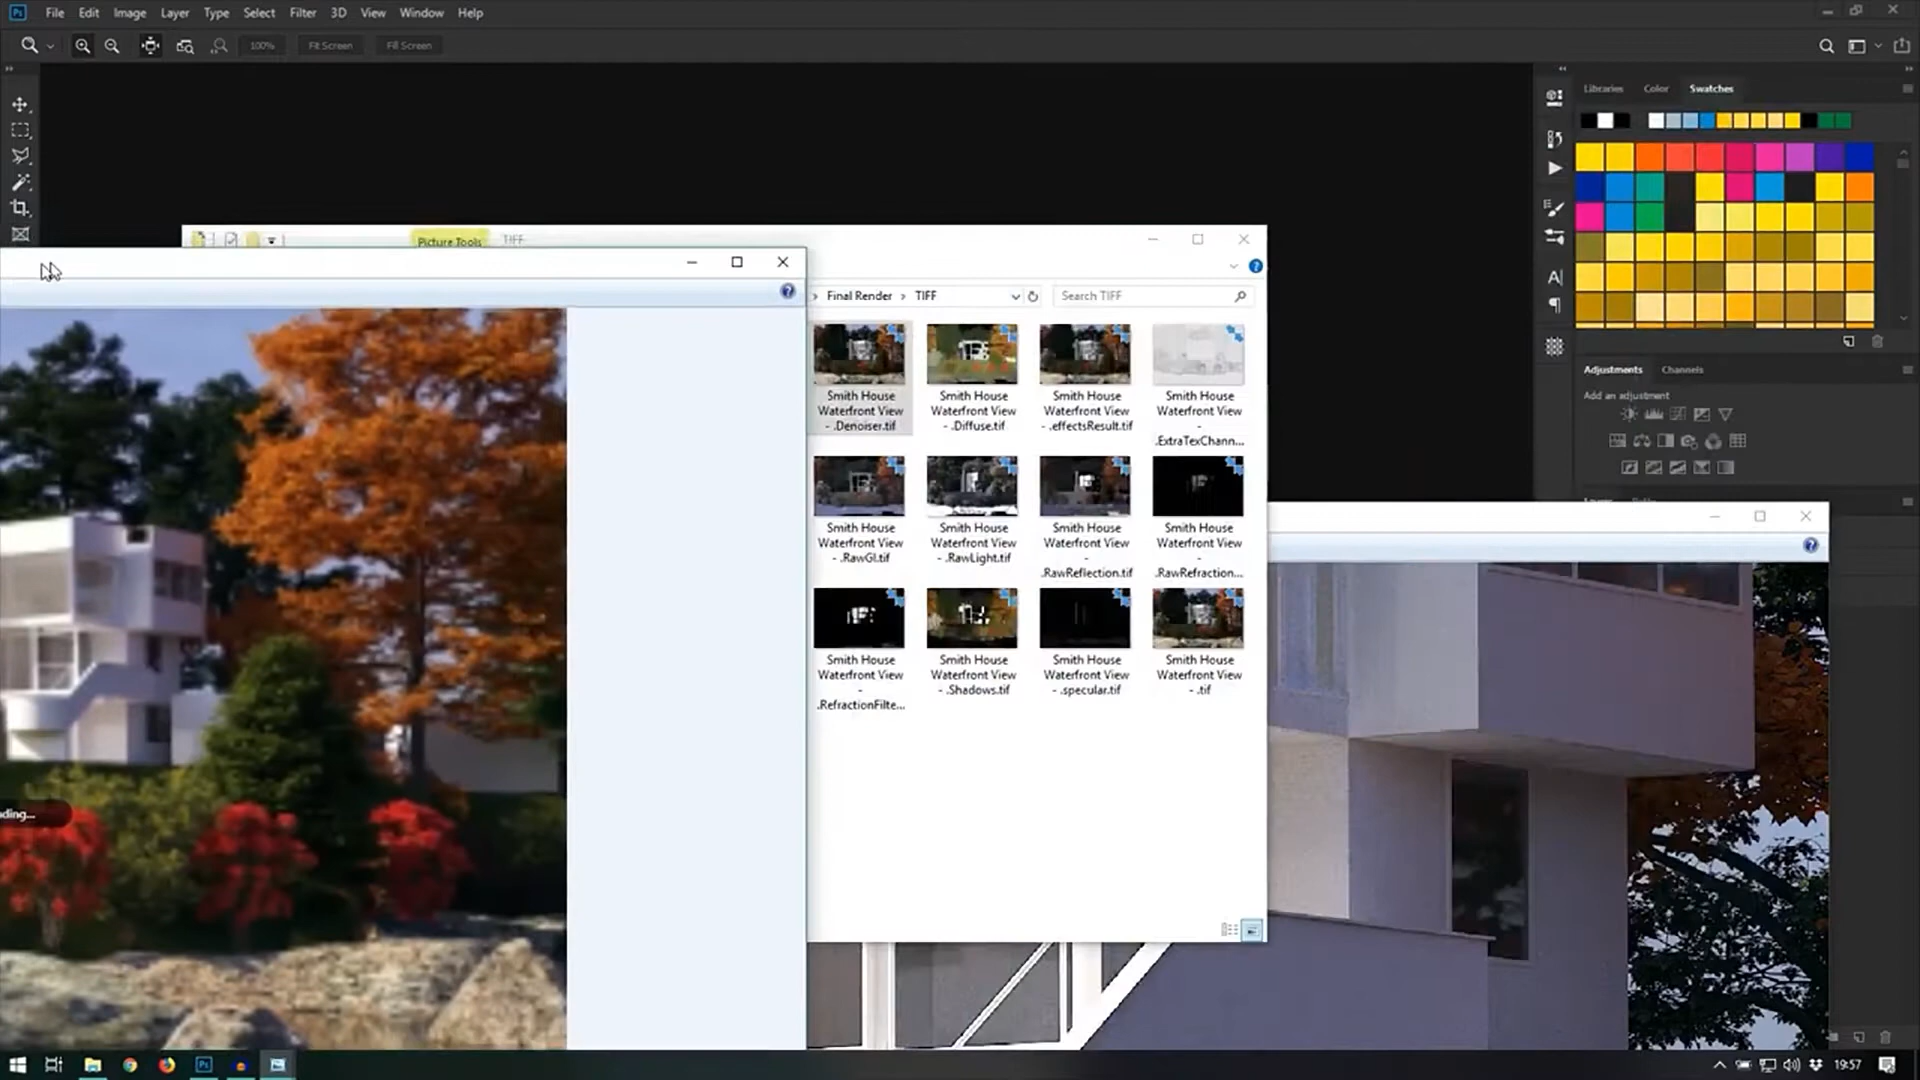 Ps File Edit Image Layer Type Select Filter 3D View Window Help
100% Fit Screen Fill Screen
Libraries Color Swatches
Picture Tools TIFF
Final Render > TIFF Search TIFF
Smith House Waterfront View - .Denoiser.tif
Smith House Waterfront View - .Diffuse.tif
Smith House Waterfront View - .effectsResult.tif
Smith House Waterfront View - .ExtraTexChann...
Smith House Waterfront View - .RawGI.tif
Smith House Waterfront View - .RawLight.tif
Smith House Waterfront View - .RawReflection.tif
Smith House Waterfront View - .RawRefraction...
Smith House Waterfront View - .RefractionFilte...
Smith House Waterfront View - .Shadows.tif
Smith House Waterfront View - .specular.tif
Smith House Waterfront View - .tif
Adjustments Channels
Add an adjustment
ding...
Ps
19:57